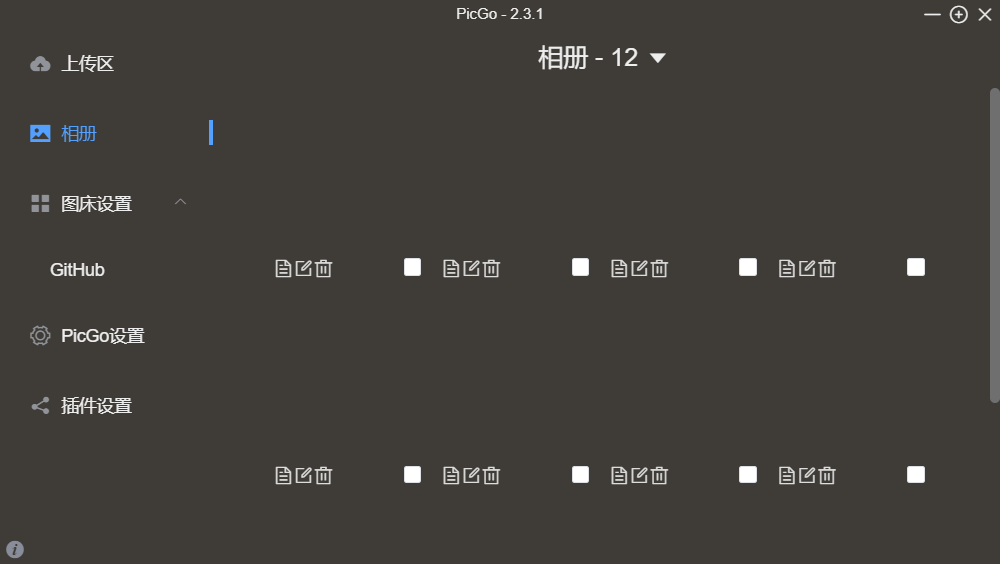 PicGo - 2.3.1
相册 - 12
上传区
相册
图床设置
GitHub
PicGo设置
插件设置